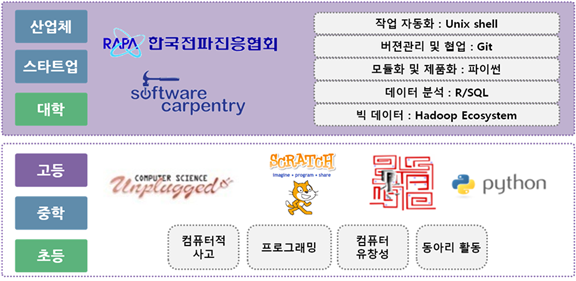 산업체
스타트업
대학
RAPA 한국전파진흥협회
software
carpentry
작업 자동화 : Unix shell
버젼관리 및 협업 : Git
모듈화 및 제품화 : 파이썬
데이터 분석 : R/SQL
빅 데이터 : Hadoop Ecosystem
고등
중학
초등
COMPUTER SCIENCE
Unplugged
SCRATCH
imagine • program • share
python
컴퓨터적
사고
프로그래밍
컴퓨터
유창성
동아리 활동